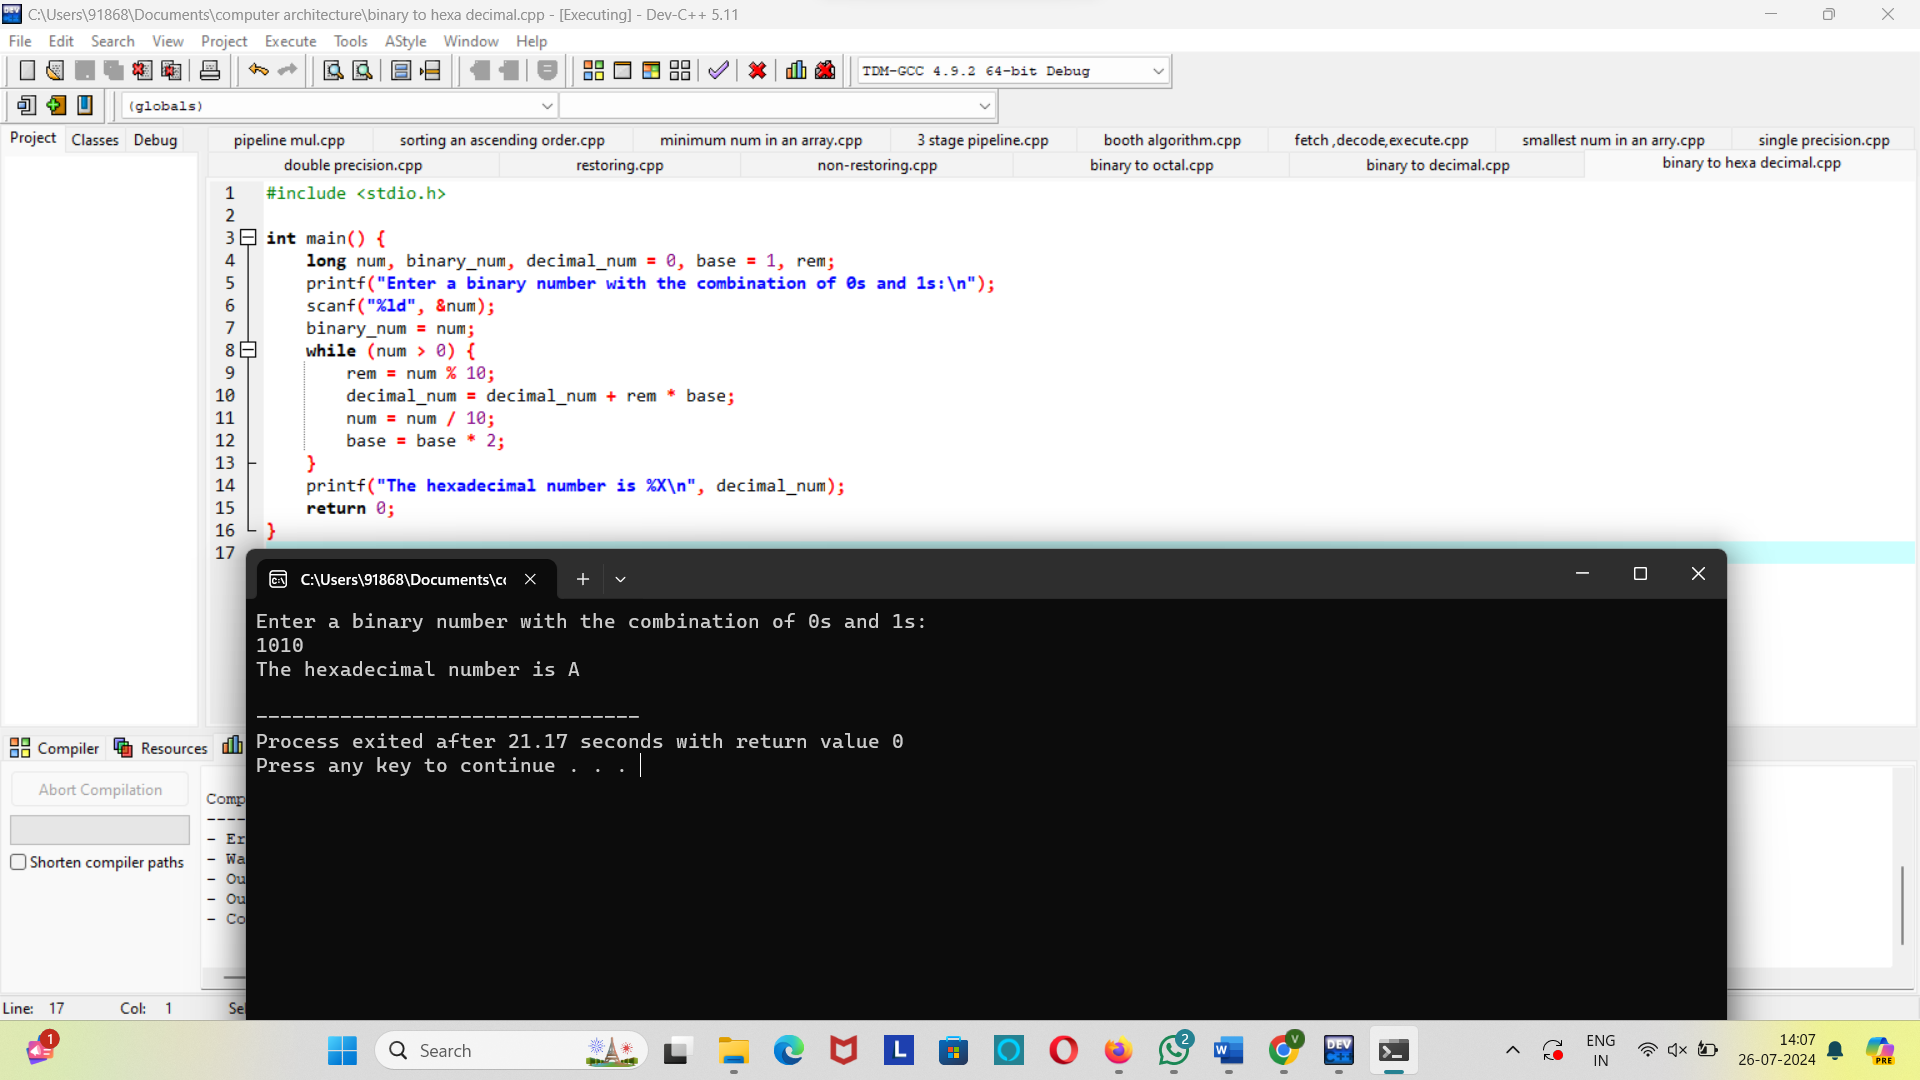 C:\Users\91868\Documents\computer architecture\binary to hexa decimal.cpp - [Executing] - Dev-C++ 5.11
File Edit Search View Project Execute Tools AStyle Window Help
TDM-GCC 4.9.2 64-bit Debug
(globals)
Project Classes Debug
pipeline mul.cpp sorting an ascending order.cpp minimum num in an array.cpp 3 stage pipeline.cpp booth algorithm.cpp fetch ,decode,execute.cpp smallest num in an arry.cpp single precision.cpp
double precision.cpp restoring.cpp non-restoring.cpp binary to octal.cpp binary to decimal.cpp binary to hexa decimal.cpp
1 #include <stdio.h>
2
3 int main() {
4 long num, binary_num, decimal_num = 0, base = 1, rem;
5 printf("Enter a binary number with the combination of 0s and 1s:\n");
6 scanf("%ld", &num);
7 binary_num = num;
8 while (num > 0) {
9 rem = num % 10;
10 decimal_num = decimal_num + rem * base;
11 num = num / 10;
12 base = base * 2;
13 }
14 printf("The hexadecimal number is %X\n", decimal_num);
15 return 0;
16 }
17
C:\Users\91868\Documents\c
Enter a binary number with the combination of 0s and 1s:
1010
The hexadecimal number is A
--------------------------------
Process exited after 21.17 seconds with return value 0
Press any key to continue . . .
Compiler Resources
Abort Compilation
Shorten compiler paths
Comp
- Er
- Wa
- Ou
- Ou
- Co
Line: 17 Col: 1 Sel
1
Search
2
V
DEV
ENG
IN
14:07
26-07-2024
PRE